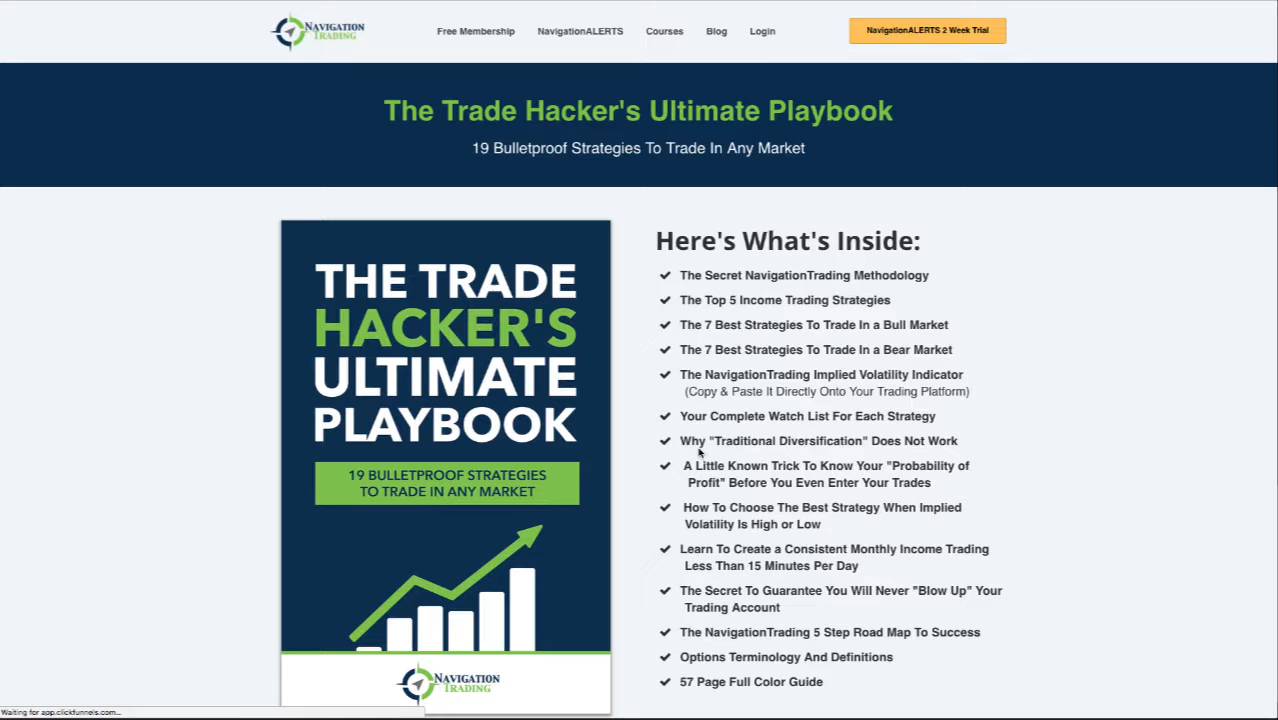 NAVIGATION
TRADING
Free Membership
NavigationALERTS
Courses
Blog
Login
NavigationALERTS 2 Week Trial
The Trade Hacker's Ultimate Playbook
19 Bulletproof Strategies To Trade In Any Market
THE TRADE
HACKER'S
ULTIMATE
PLAYBOOK
19 BULLETPROOF STRATEGIES
TO TRADE IN ANY MARKET
NAVIGATION
TRADING
Here's What's Inside:
The Secret NavigationTrading Methodology
The Top 5 Income Trading Strategies
The 7 Best Strategies To Trade In a Bull Market
The 7 Best Strategies To Trade In a Bear Market
The NavigationTrading Implied Volatility Indicator
(Copy & Paste It Directly Onto Your Trading Platform)
Your Complete Watch List For Each Strategy
Why "Traditional Diversification" Does Not Work
A Little Known Trick To Know Your "Probability of
Profit" Before You Even Enter Your Trades
How To Choose The Best Strategy When Implied
Volatility Is High or Low
Learn To Create a Consistent Monthly Income Trading
Less Than 15 Minutes Per Day
The Secret To Guarantee You Will Never "Blow Up" Your
Trading Account
The NavigationTrading 5 Step Road Map To Success
Options Terminology And Definitions
57 Page Full Color Guide
Waiting for app.clickfunnels.com...